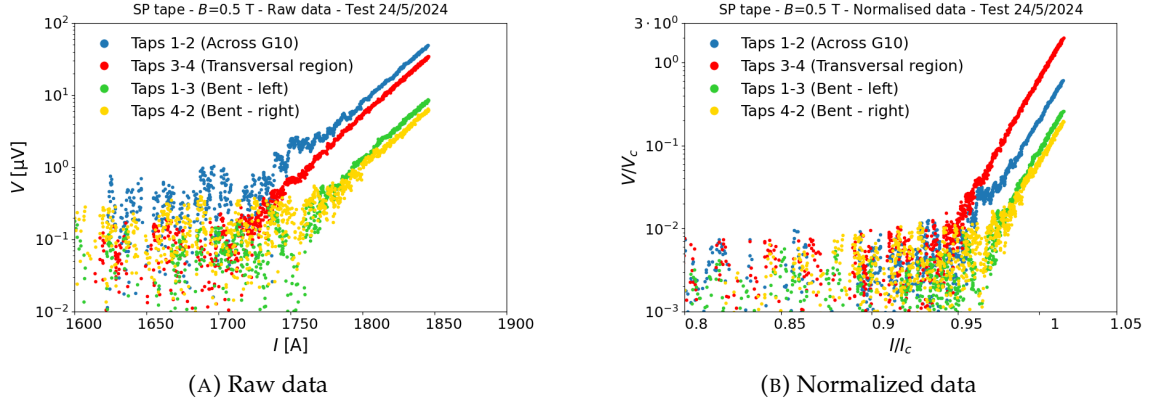 SP tape - B=0.5 T - Raw data - Test 24/5/2024
10²
10¹
10⁰
10⁻¹
10⁻²
V [µV]
Taps 1-2 (Across G10)
Taps 3-4 (Transversal region)
Taps 1-3 (Bent - left)
Taps 4-2 (Bent - right)
1600 1650 1700 1750 1800 1850 1900
I [A]
(A) Raw data
SP tape - B=0.5 T - Normalised data - Test 24/5/2024
3·10⁰
10⁰
10⁻¹
10⁻²
10⁻³
V/Vc
Taps 1-2 (Across G10)
Taps 3-4 (Transversal region)
Taps 1-3 (Bent - left)
Taps 4-2 (Bent - right)
0.8 0.85 0.9 0.95 1 1.05
I/Ic
(B) Normalized data